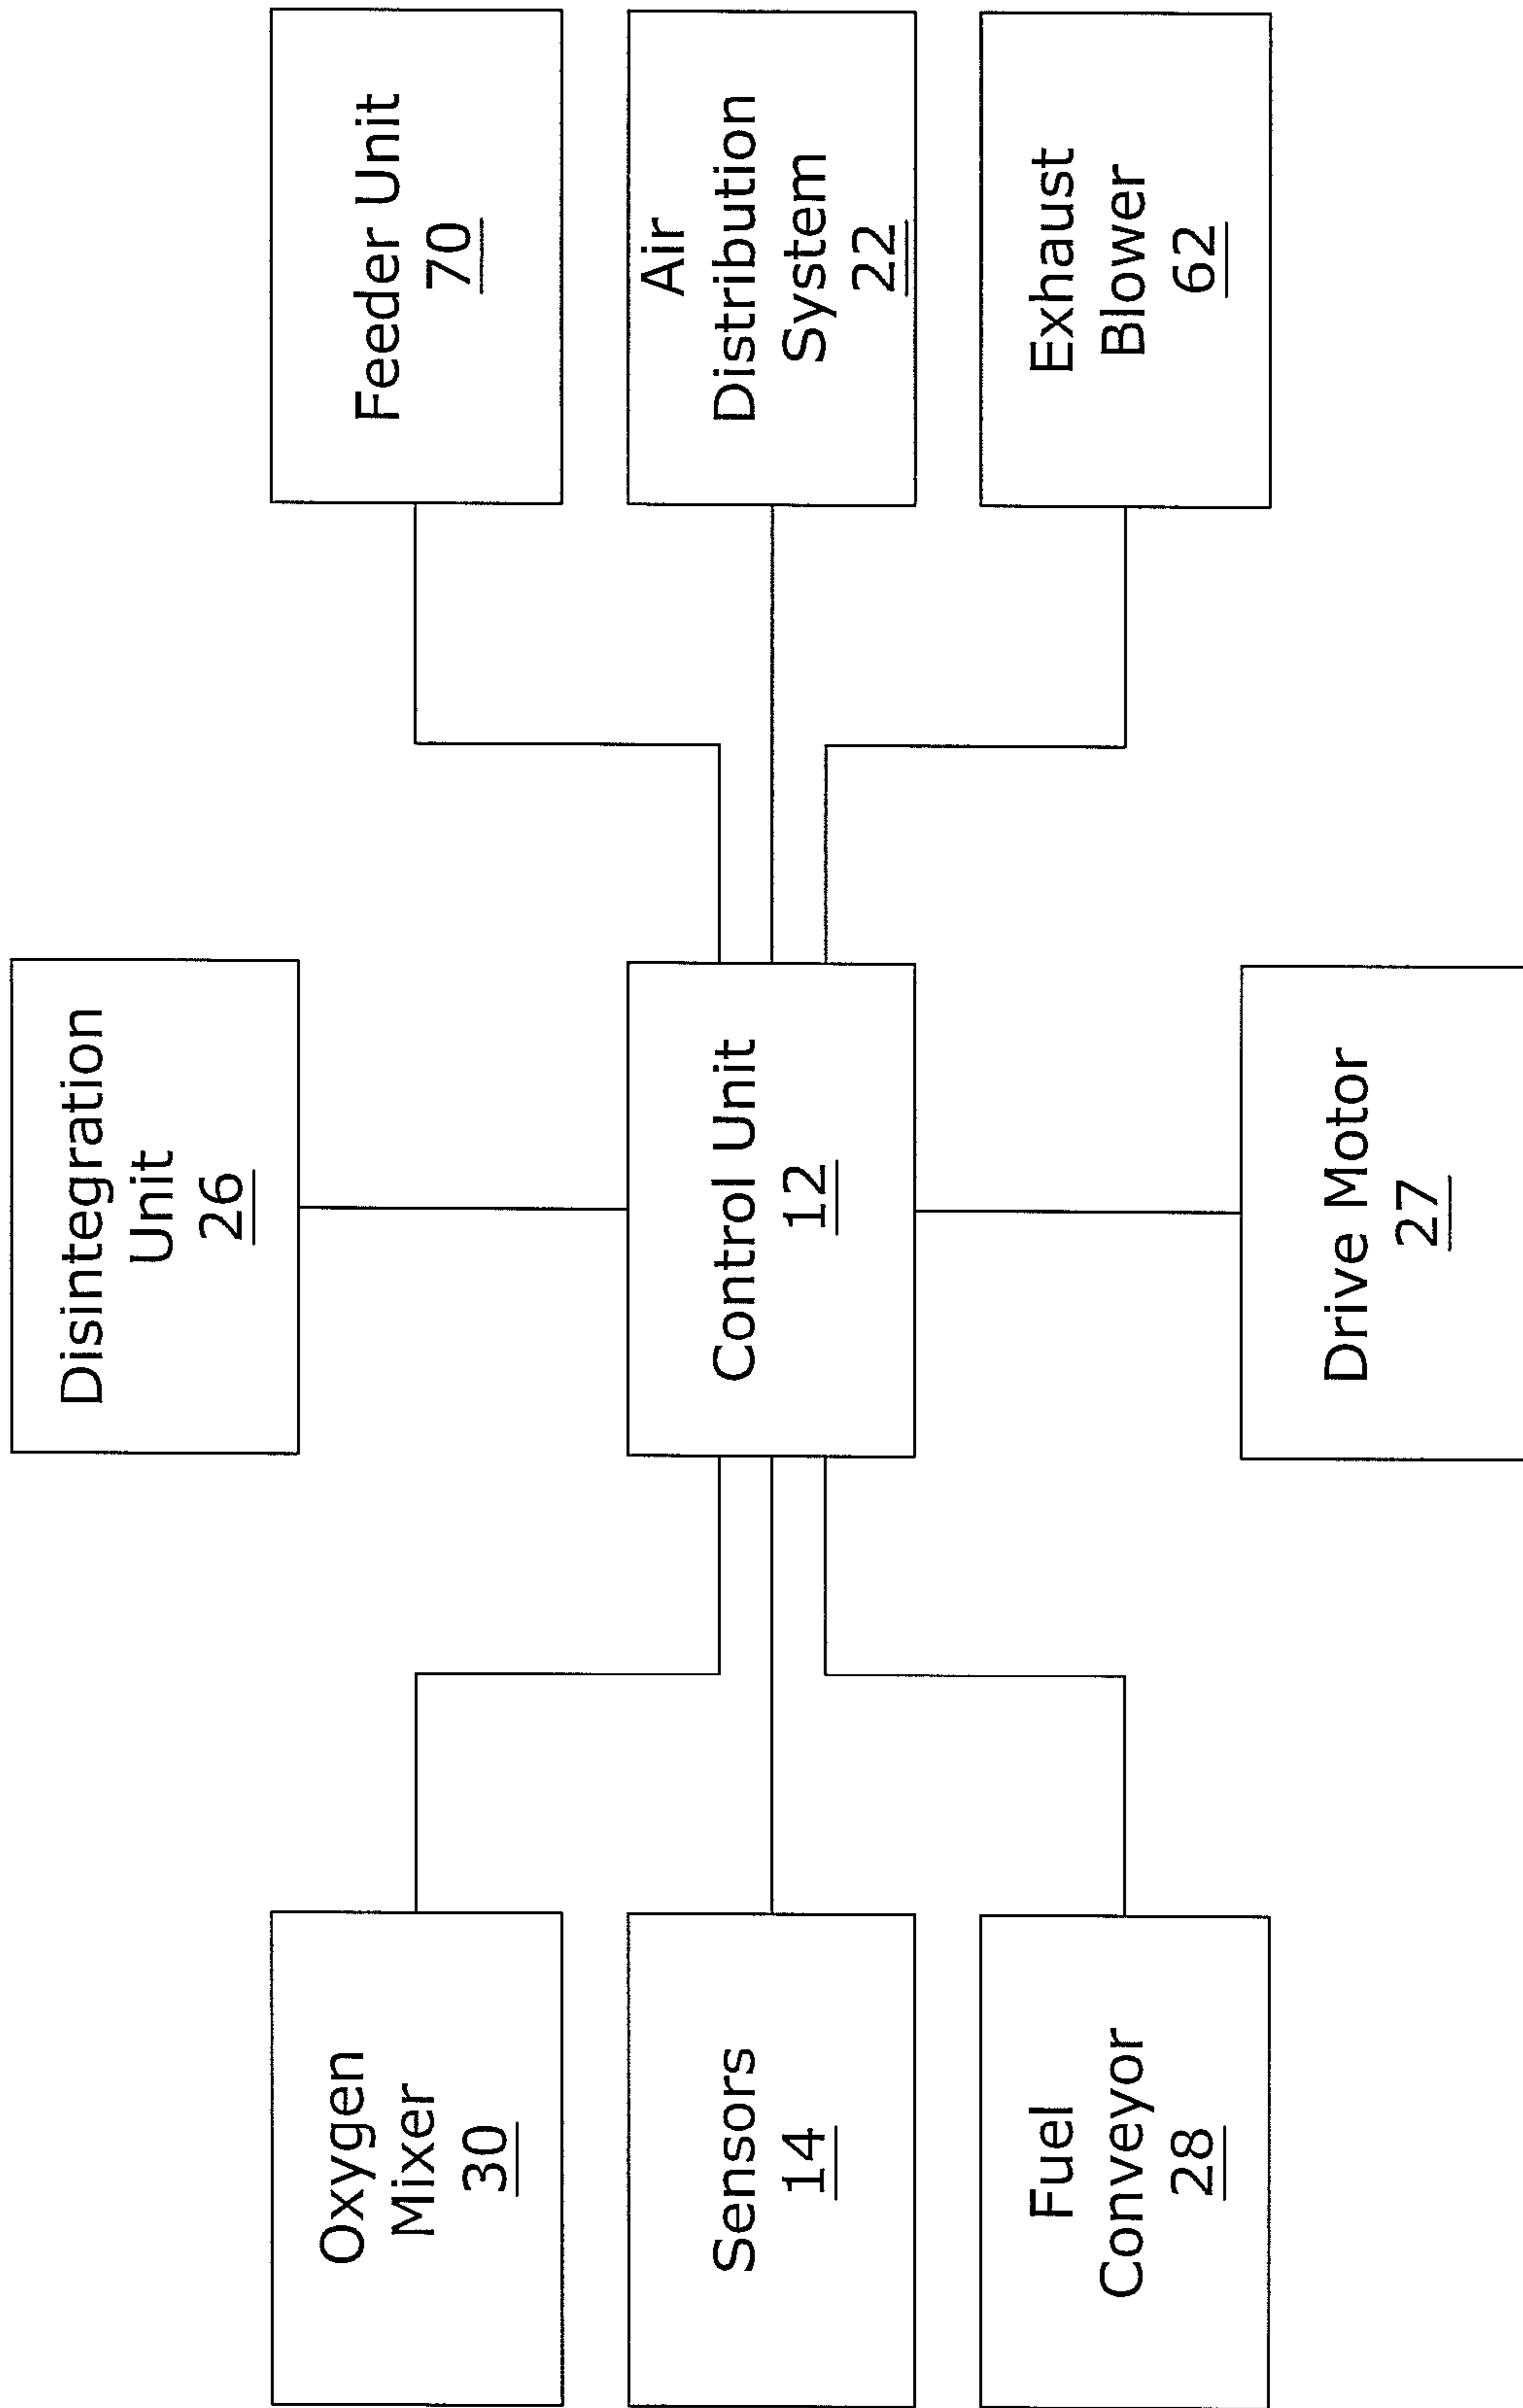 Disintegration
Unit
26
Oxygen
Mixer
30
Feeder Unit
70
Sensors
14
Control Unit
12
Air
Distribution
System
22
Fuel
Conveyor
28
Exhaust
Blower
62
Drive Motor
27